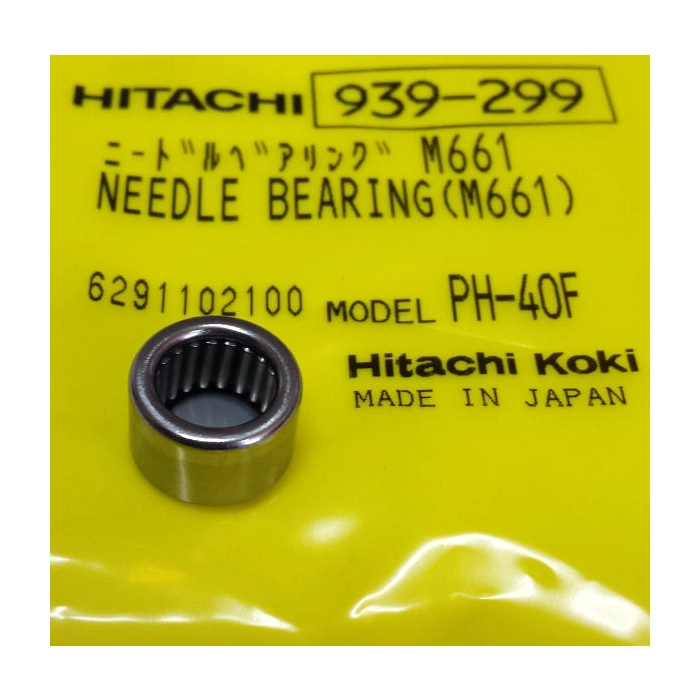 HITACHI 939-299
ﾆｰﾄﾞﾙﾍﾞｱﾘﾝｸﾞ M661
NEEDLE BEARING(M661)
6291102100 MODEL PH-40F
Hitachi Koki
MADE IN JAPAN